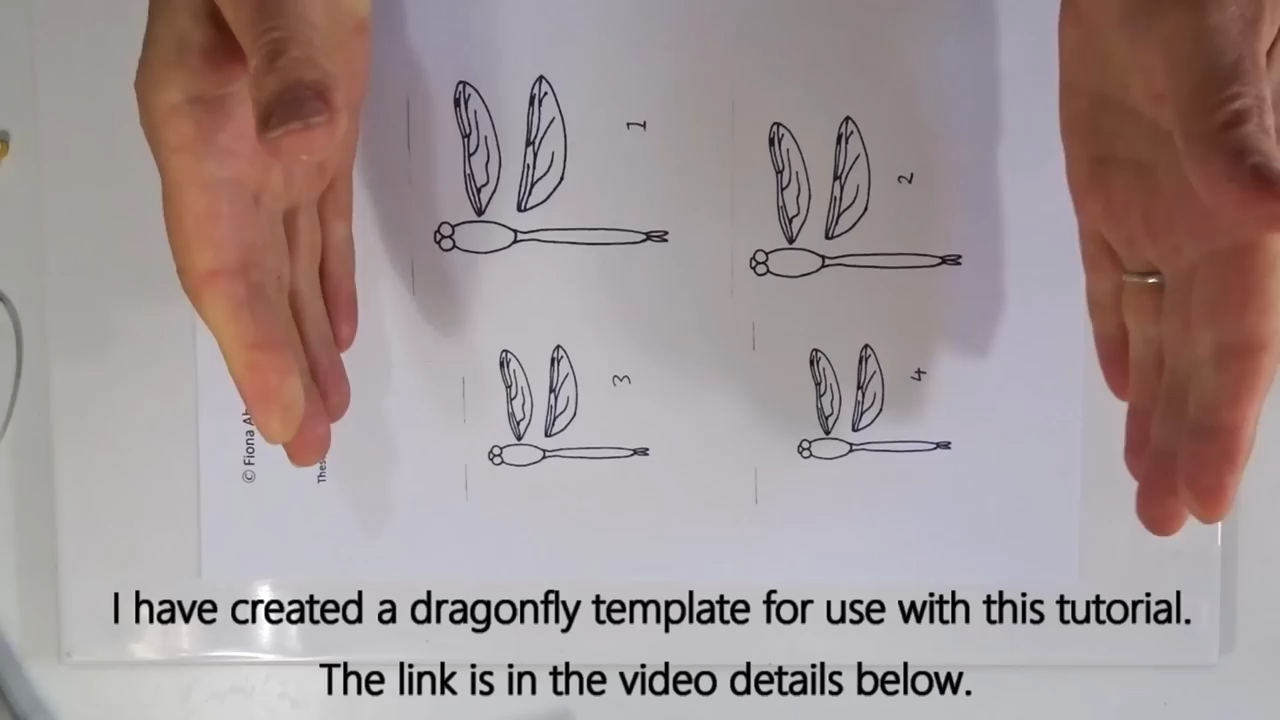 1
2
3
4
© Fiona
I have created a dragonfly template for use with this tutorial.
The link is in the video details below.